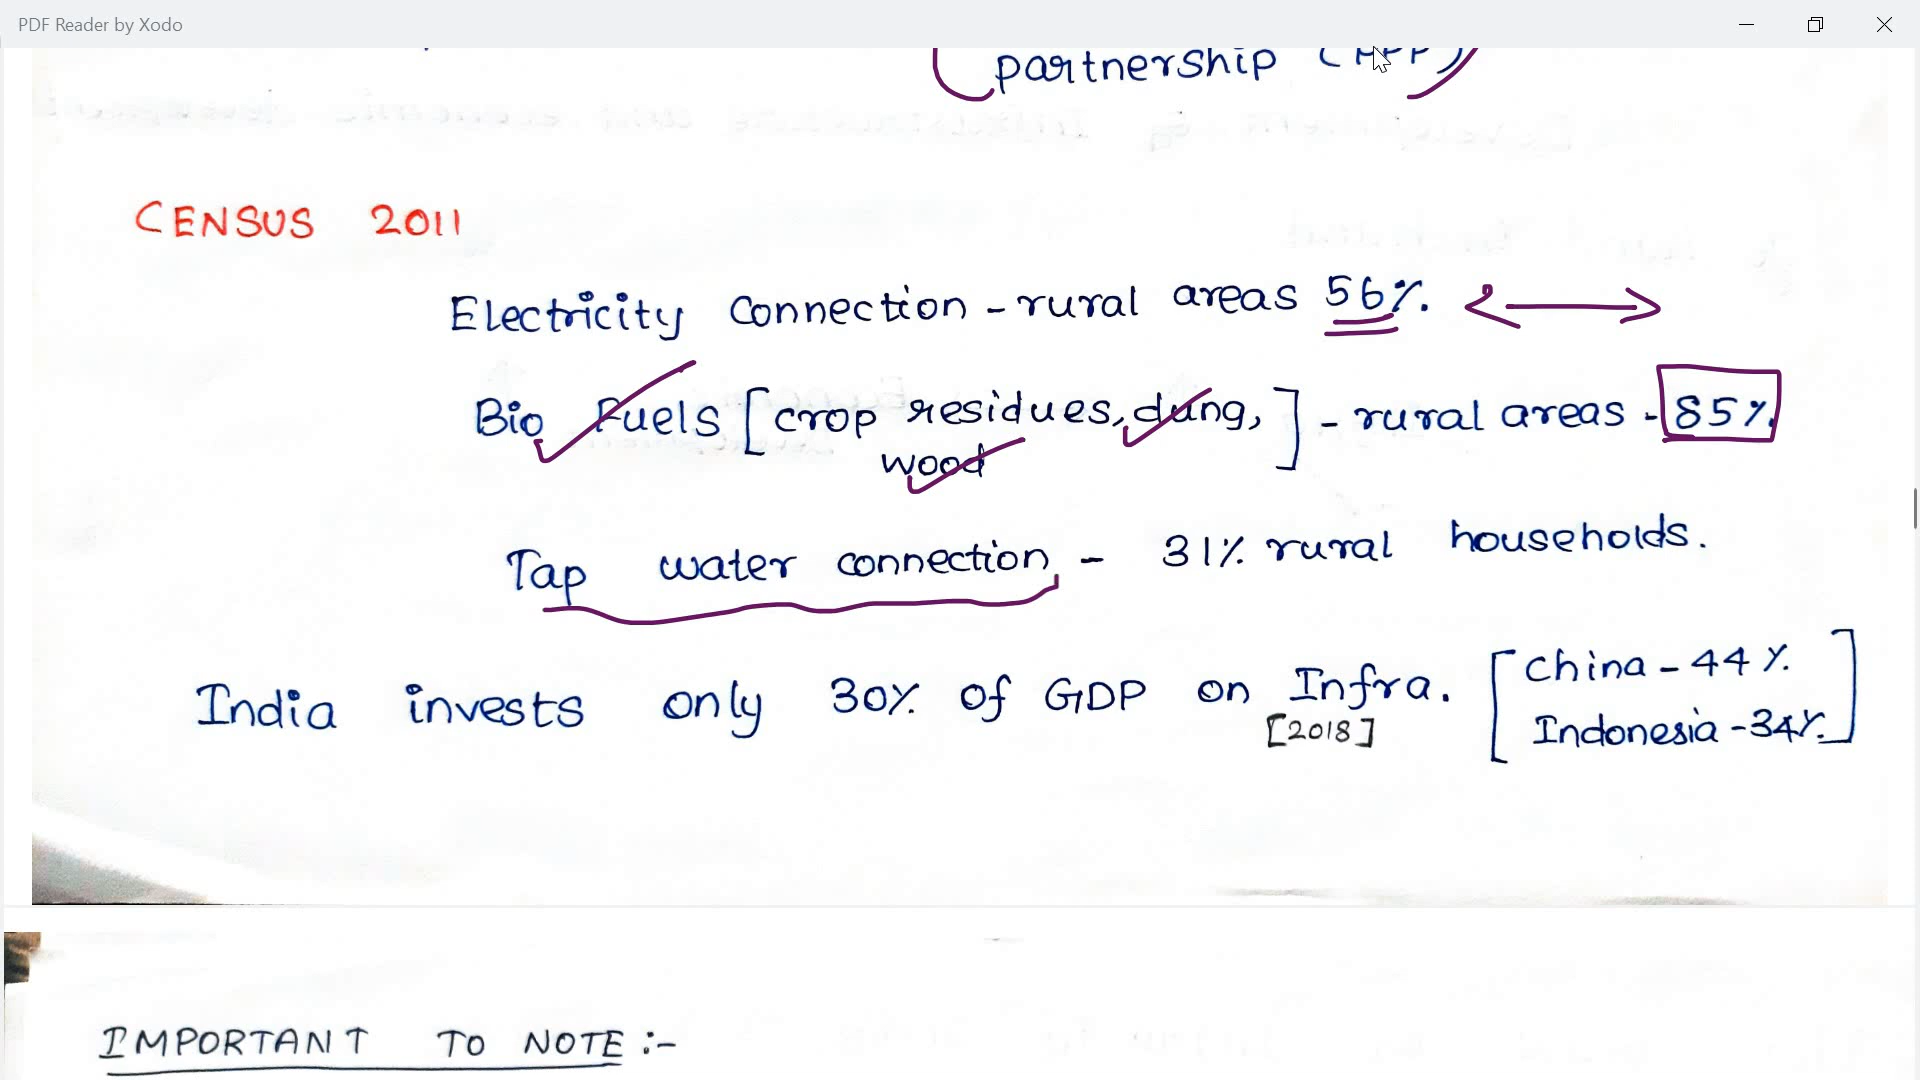 PDF Reader by Xodo
partnership
CENSUS 2011
Electricity connection - rural areas 56%.
Bio Fuels [crop residues, dung,] - rural areas - 85%.
wood
Tap water connection - 31% rural households.
India invests only 30% of GDP on Infra. [China - 44%.
[2018] Indonesia - 34%.]
IMPORTANT TO NOTE :-